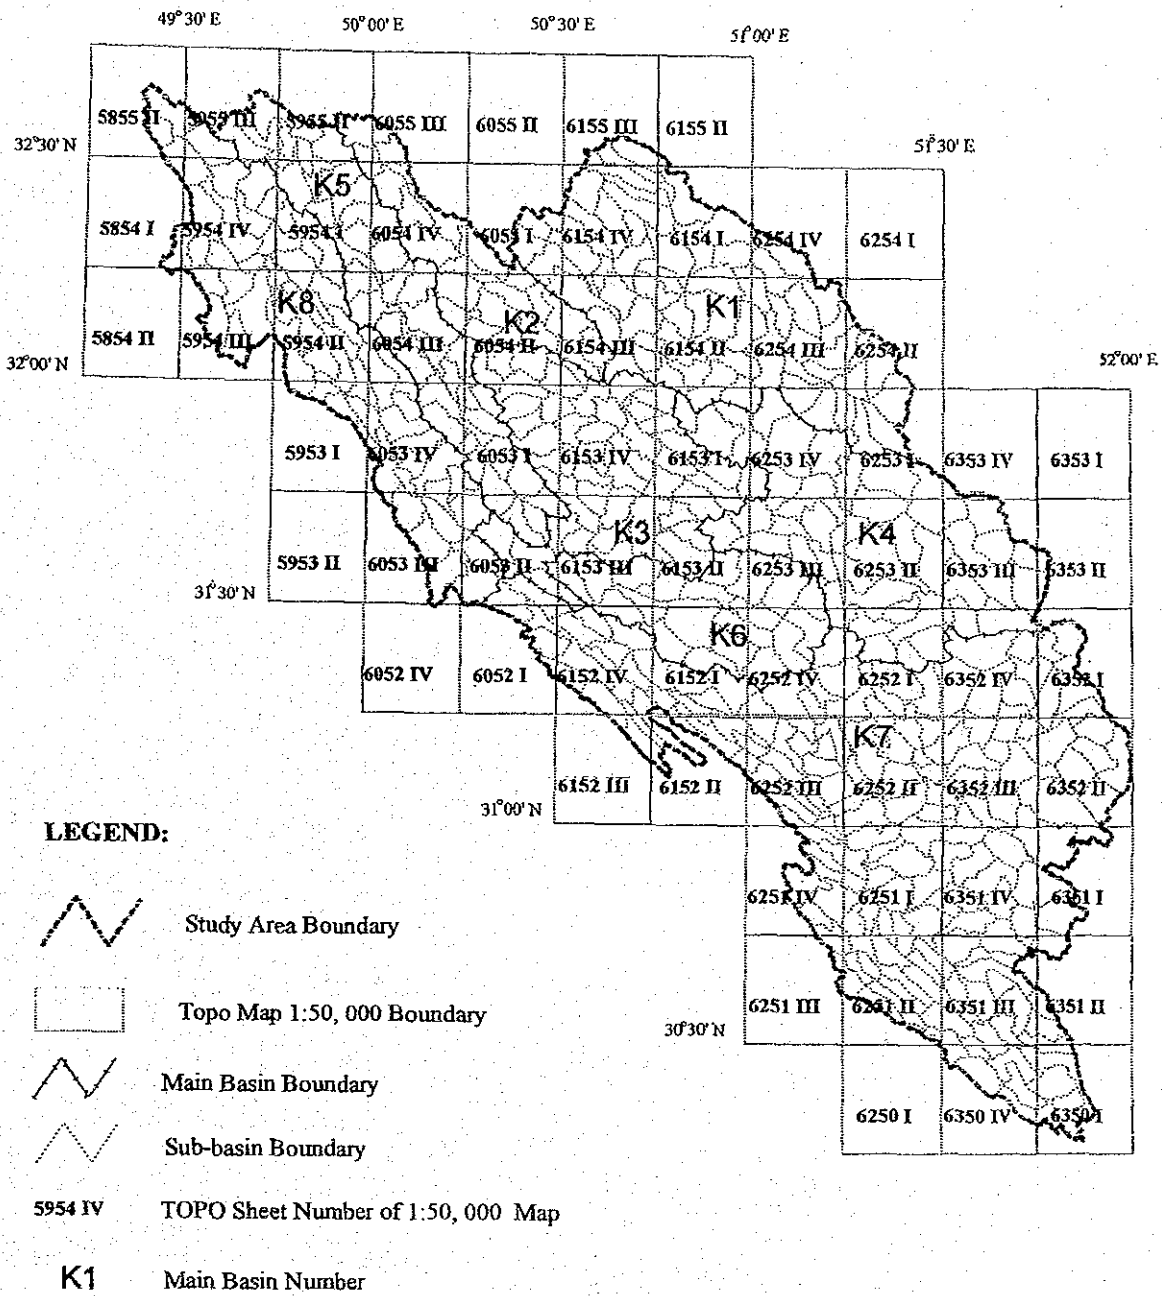 49°30' E
50°00' E
50°30' E
51°00' E
5855 II
5955 III
5955 II
6055 III
6055 II
6155 III
6155 II
32°30' N
51°30' E
K5
5854 I
5954 IV
5954 I
6054 IV
6054 I
6154 IV
6154 I
6254 IV
6254 I
K8
K2
K1
5854 II
5954 III
5954 II
6054 III
6054 II
6154 III
6154 II
6254 III
6254 II
32°00' N
52°00' E
5953 I
6053 IV
6053 I
6153 IV
6153 I
6253 IV
6253 I
6353 IV
6353 I
K3
K4
5953 II
6053 III
6053 II
6153 III
6153 II
6253 III
6253 II
6353 III
6353 II
31°30' N
K6
6052 IV
6052 I
6152 IV
6152 I
6252 IV
6252 I
6352 IV
6352 I
K7
6152 III
6152 II
6252 III
6252 II
6352 III
6352 II
31°00' N
LEGEND:
6251 IV
6251 I
6351 IV
6351 I
Study Area Boundary
6251 III
6251 II
6351 III
6351 II
Topo Map 1:50, 000 Boundary
30°30' N
Main Basin Boundary
6250 I
6350 IV
6350 I
Sub-basin Boundary
5954 IV TOPO Sheet Number of 1:50, 000 Map
K1 Main Basin Number